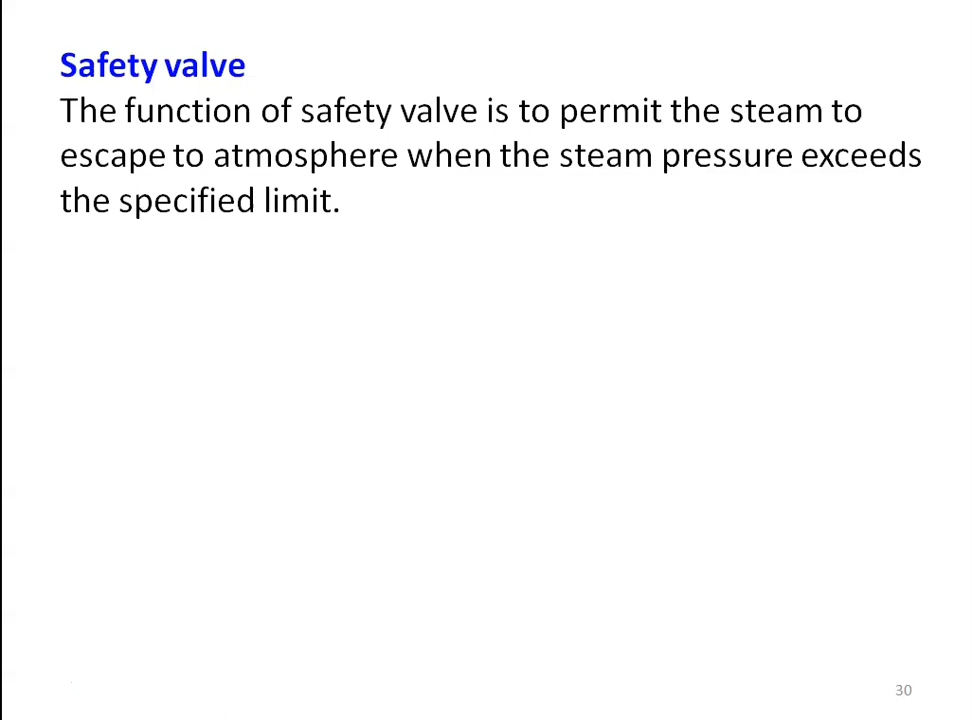 Safety valve
The function of safety valve is to permit the steam to
escape to atmosphere when the steam pressure exceeds
the specified limit.
30